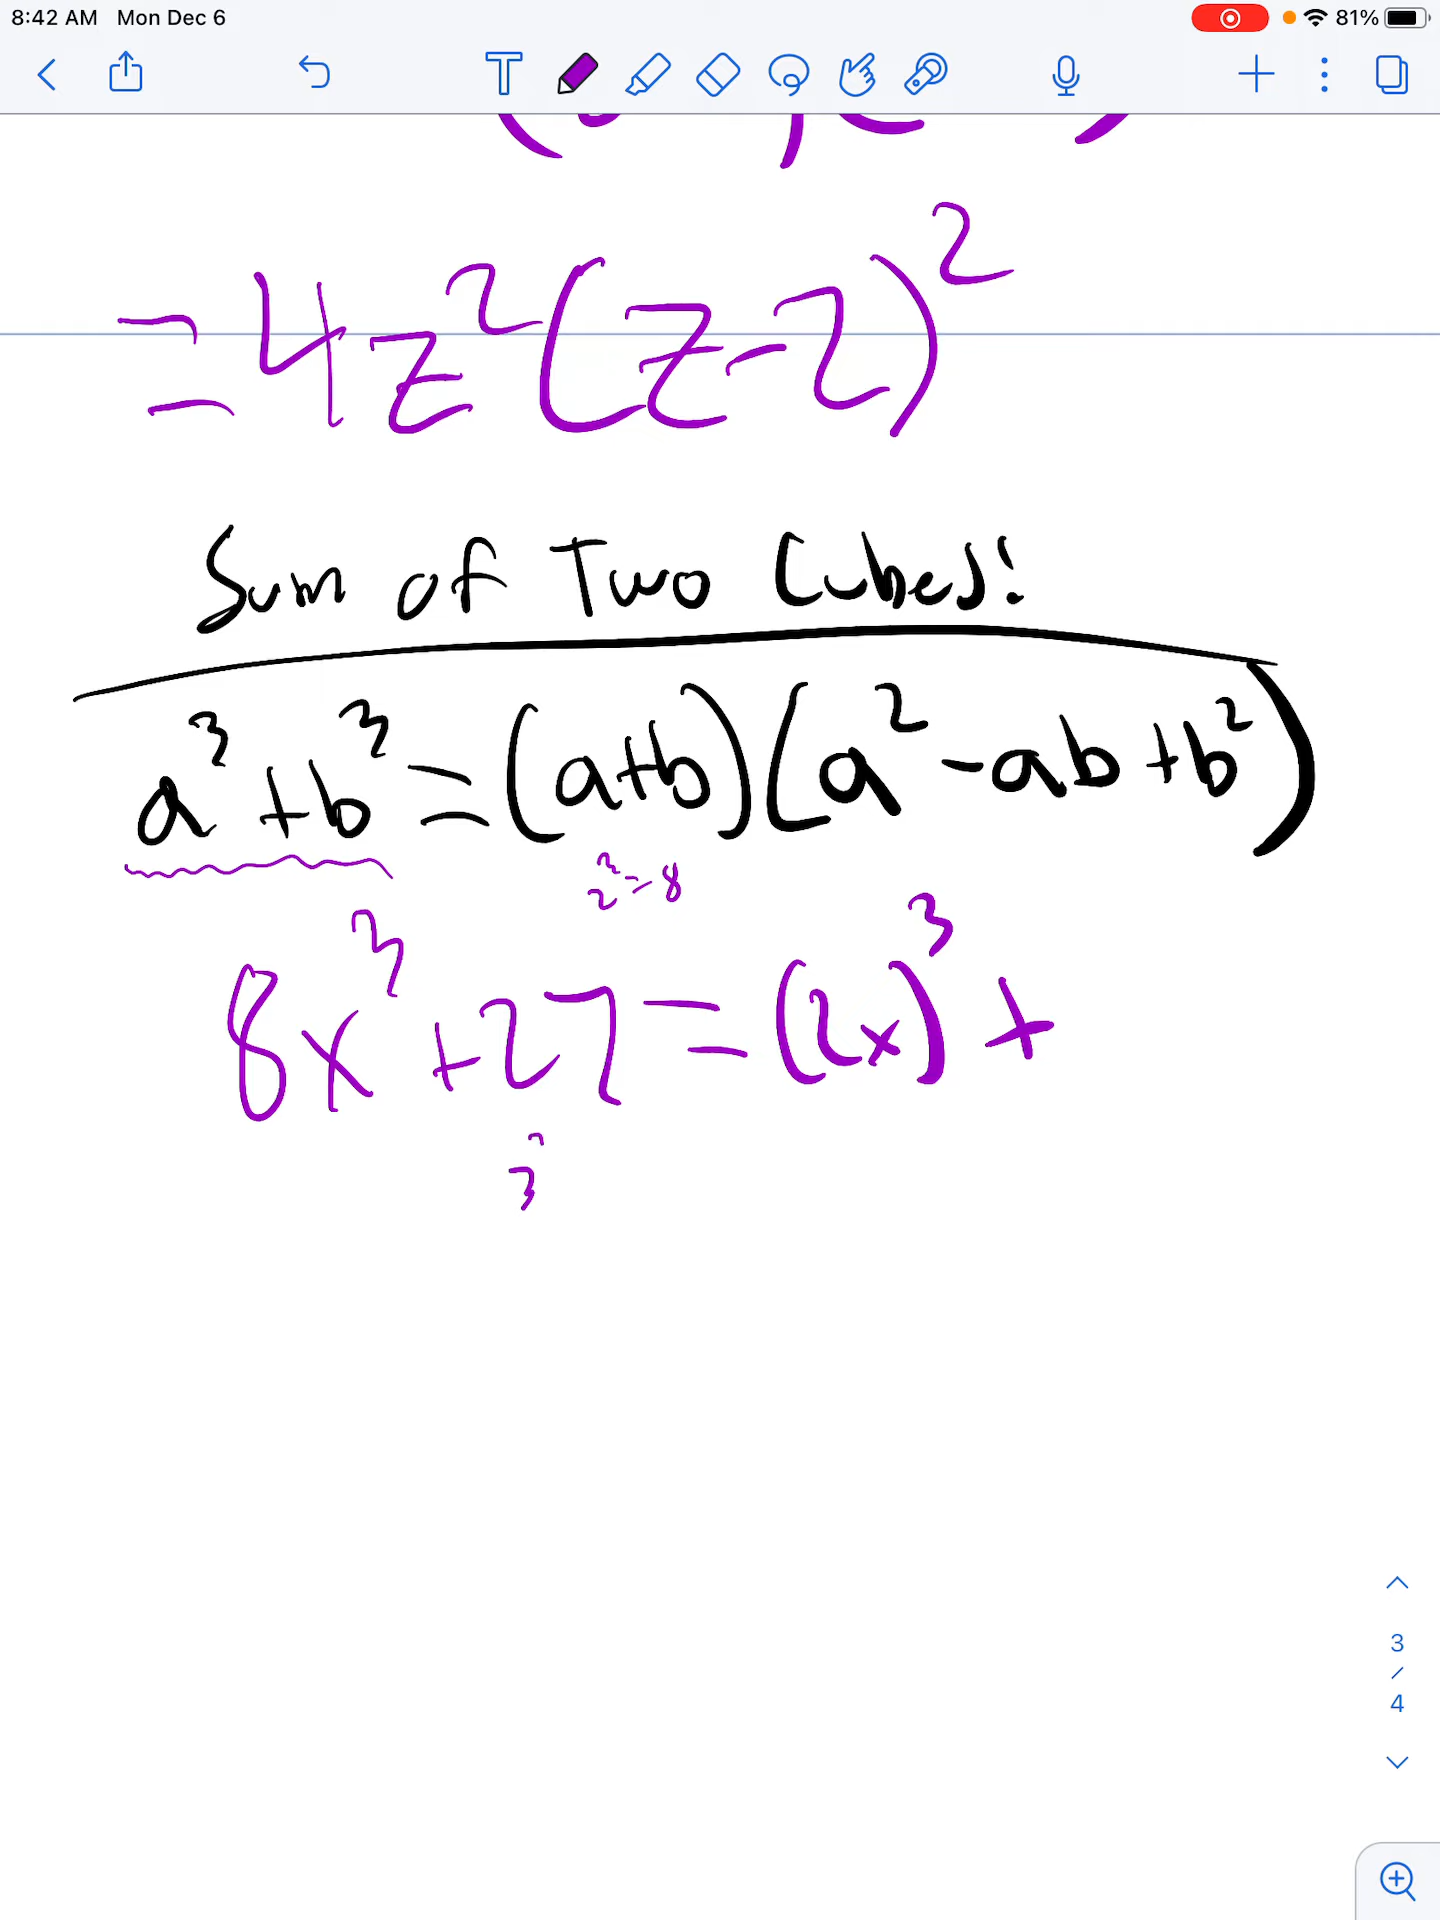 8:42 AM Mon Dec 6 81%
= 4z²(z-2)²
Sum of Two Cubes!
a³+b³=(a+b)(a²-ab+b²)
2³=8
8x³+27=(2x)³+
3
3
/
4